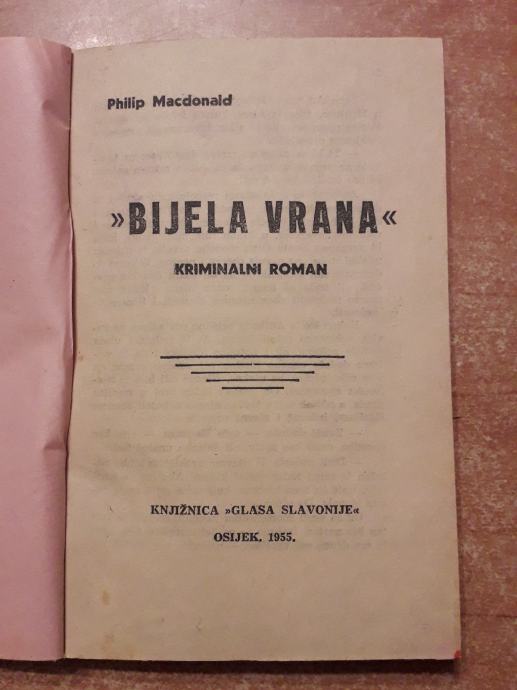 Philip Macdonald
»BIJELA VRANA«
KRIMINALNI ROMAN
KNJIŽNICA »GLASA SLAVONIJE«
OSIJEK. 1955.